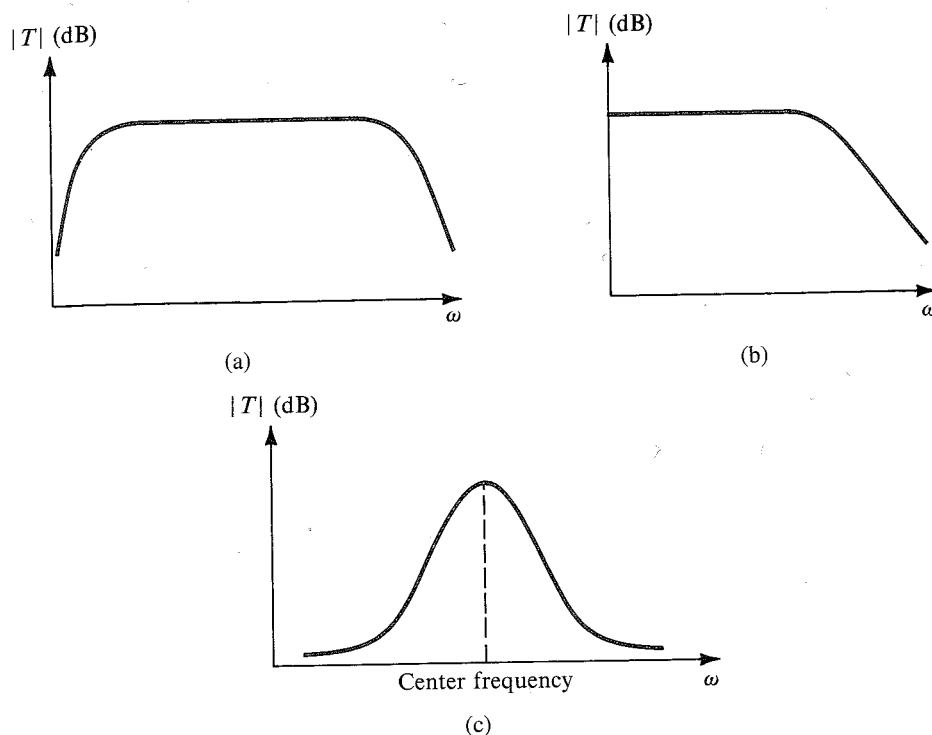 |T| (dB)
ω
(a)
|T| (dB)
ω
(b)
|T| (dB)
Center frequency
ω
(c)